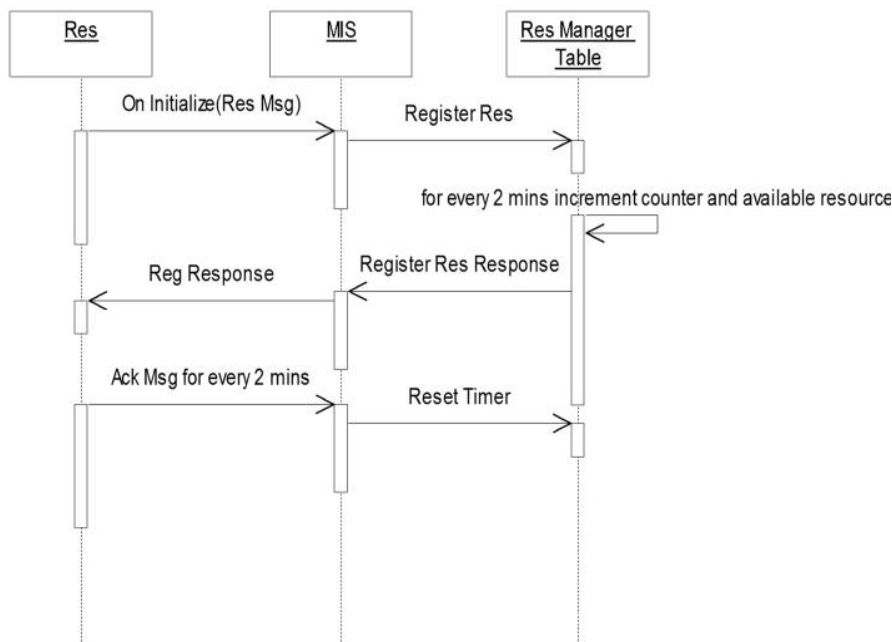 Res
MIS
Res Manager
Table
On Initialize(Res Msg)
Register Res
for every 2 mins increment counter and available resource
Register Res Response
Reg Response
Ack Msg for every 2 mins
Reset Timer